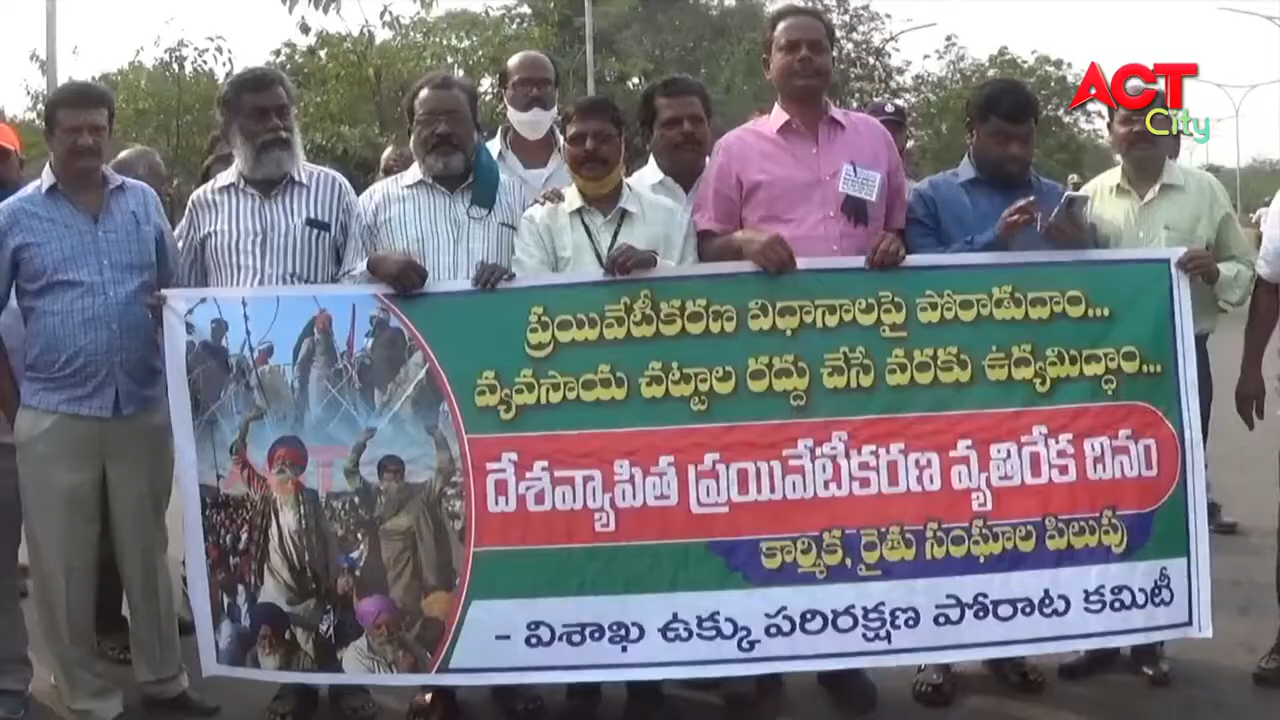 ACT
City
ప్రయివేటీకరణ విధానాలపై పోరాడుదాం...
వ్యవసాయ చట్టాల రద్దు చేసే వరకు ఉద్యమిద్ధాం...
దేశవ్యాపిత ప్రయివేటీకరణ వ్యతిరేక దినం
కార్మిక, రైతు సంఘాల పిలుపు
- విశాఖ ఉక్కు పరిరక్షణ పోరాట కమిటీ
ACT